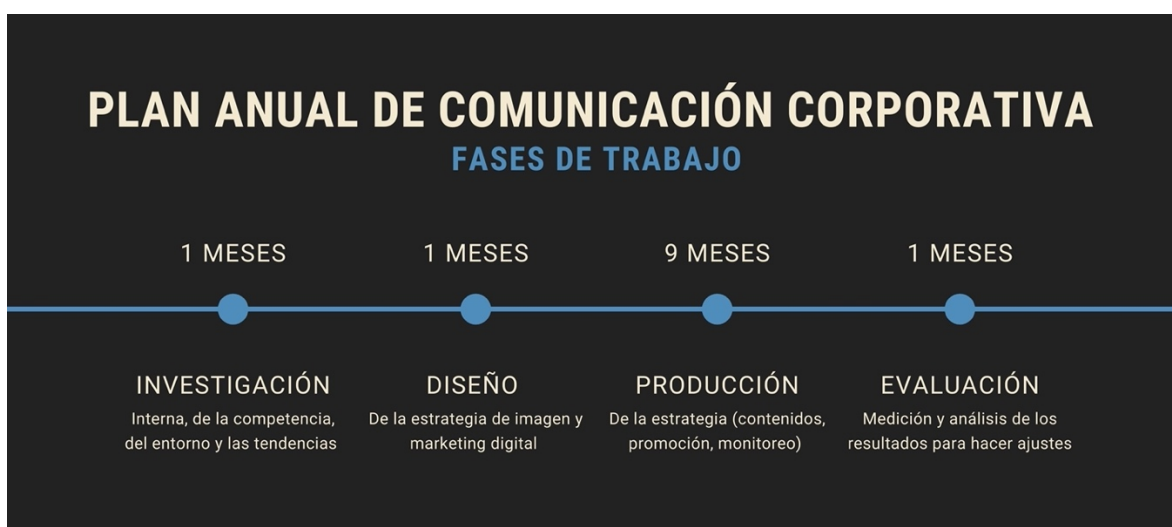 PLAN ANUAL DE COMUNICACIÓN CORPORATIVA
FASES DE TRABAJO
1 MESES
1 MESES
9 MESES
1 MESES
INVESTIGACIÓN
Interna, de la competencia,
del entorno y las tendencias
DISEÑO
De la estrategia de imagen y
marketing digital
PRODUCCIÓN
De la estrategia (contenidos,
promoción, monitoreo)
EVALUACIÓN
Medición y análisis de los
resultados para hacer ajustes